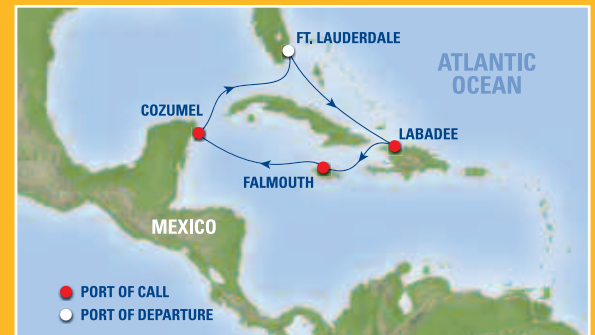 FT. LAUDERDALE
ATLANTIC
OCEAN
COZUMEL
LABADEE
FALMOUTH
MEXICO
PORT OF CALL
PORT OF DEPARTURE